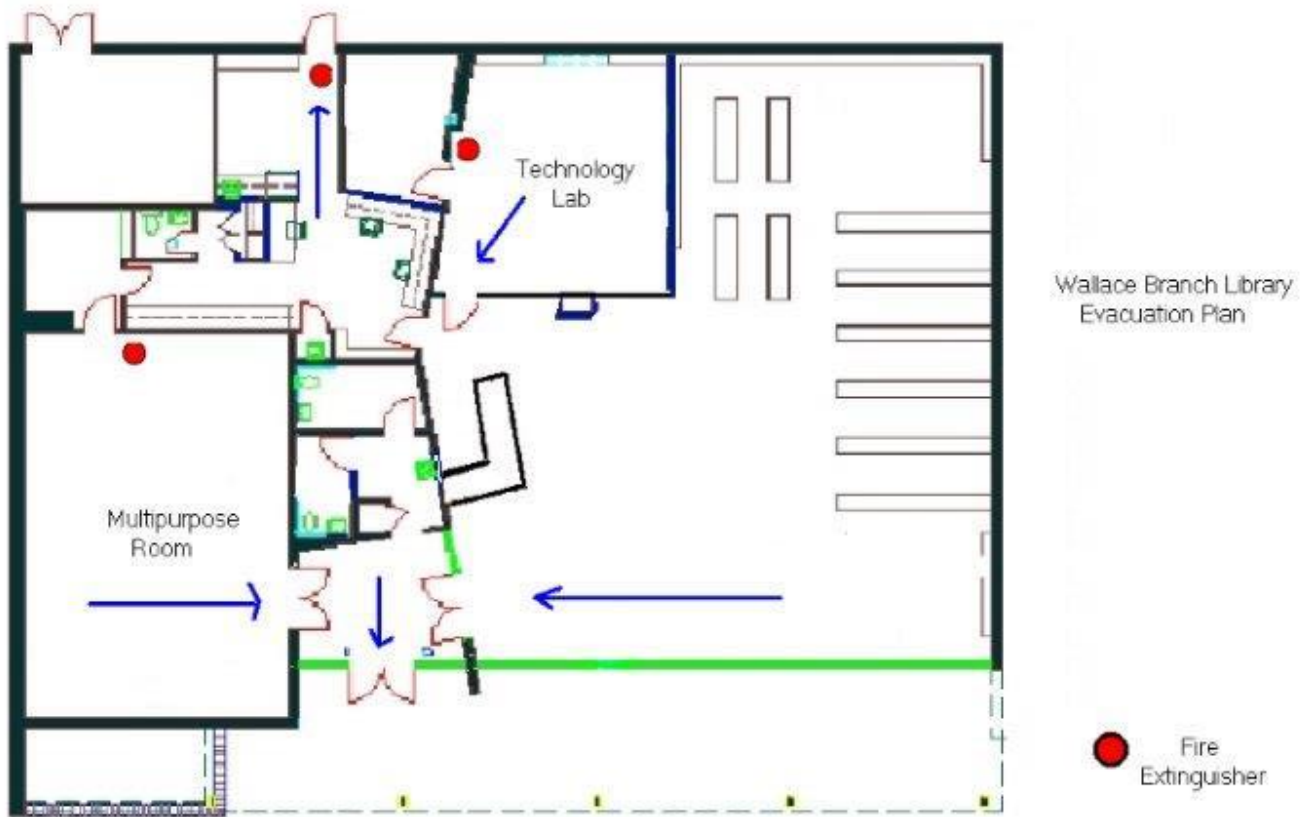 Technology
Lab
Wallace Branch Library
Evacuation Plan
Multipurpose
Room
Fire
Extinguisher